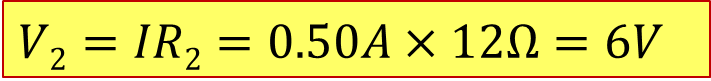 V₂ = IR₂ = 0.50A × 12Ω = 6V